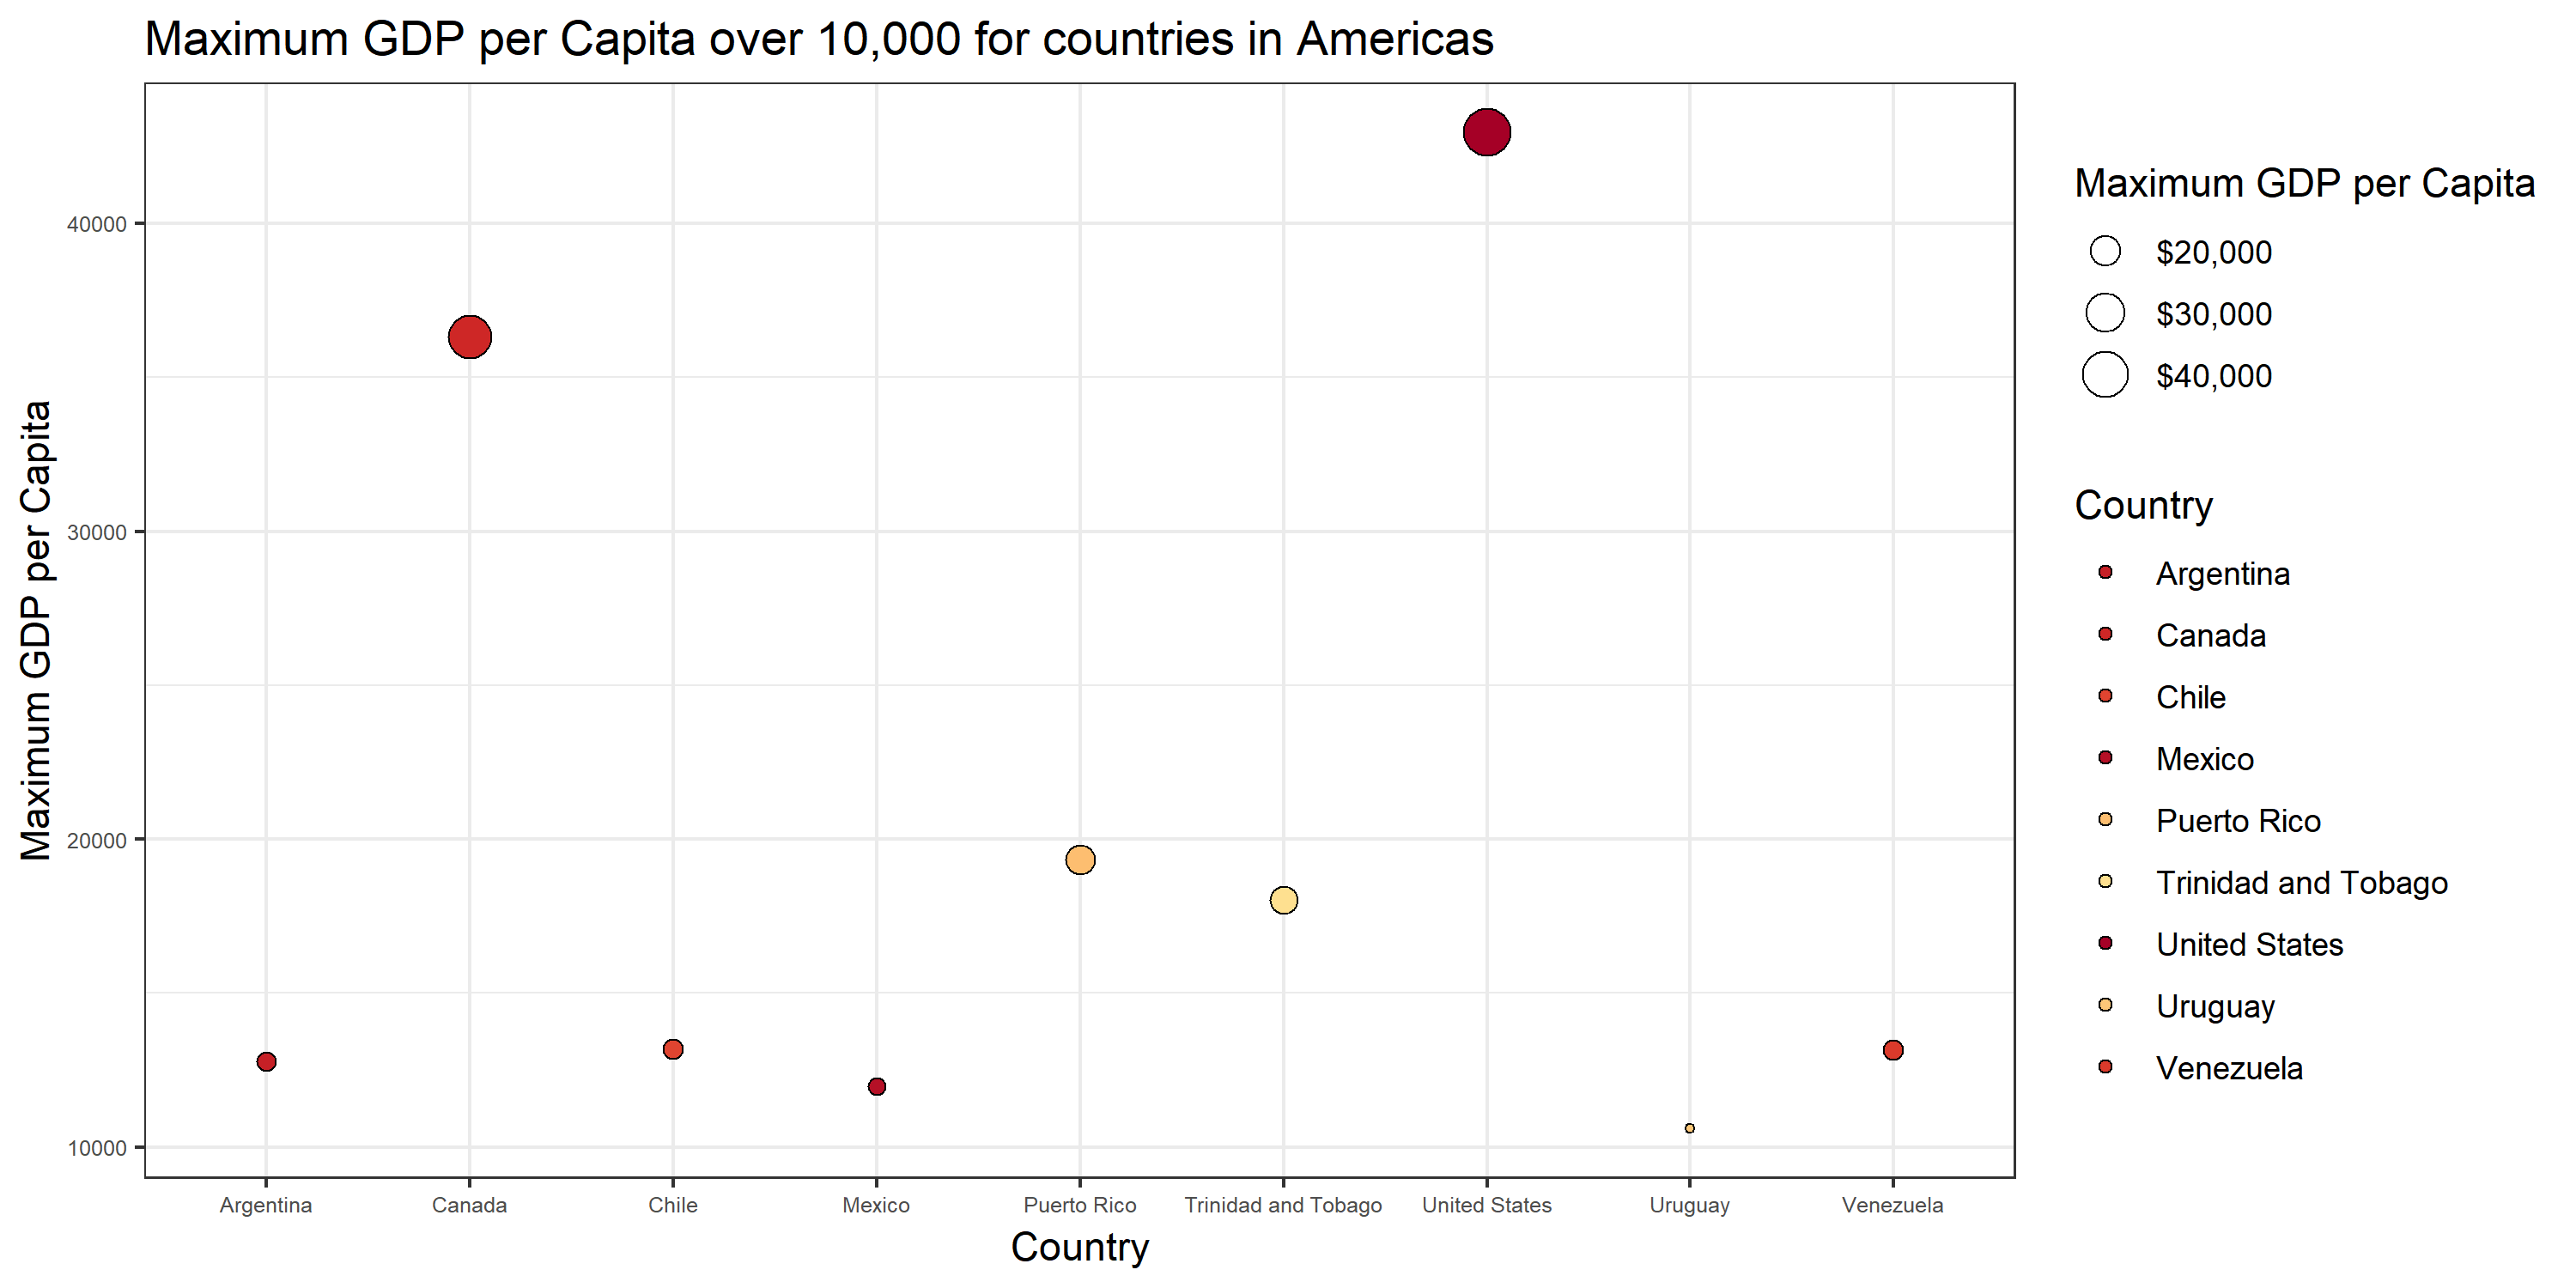 Maximum GDP per Capita over 10,000 for countries in Americas
Maximum GDP per Capita
40000
30000
20000
10000
Argentina
Canada
Chile
Mexico
Puerto Rico
Trinidad and Tobago
United States
Uruguay
Venezuela
Country
Maximum GDP per Capita
$20,000
$30,000
$40,000
Country
Argentina
Canada
Chile
Mexico
Puerto Rico
Trinidad and Tobago
United States
Uruguay
Venezuela